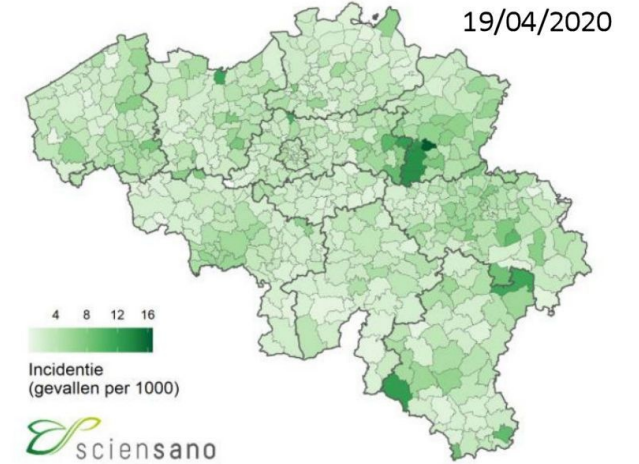 19/04/2020
4 8 12 16
Incidentie
(gevallen per 1000)
sciensano